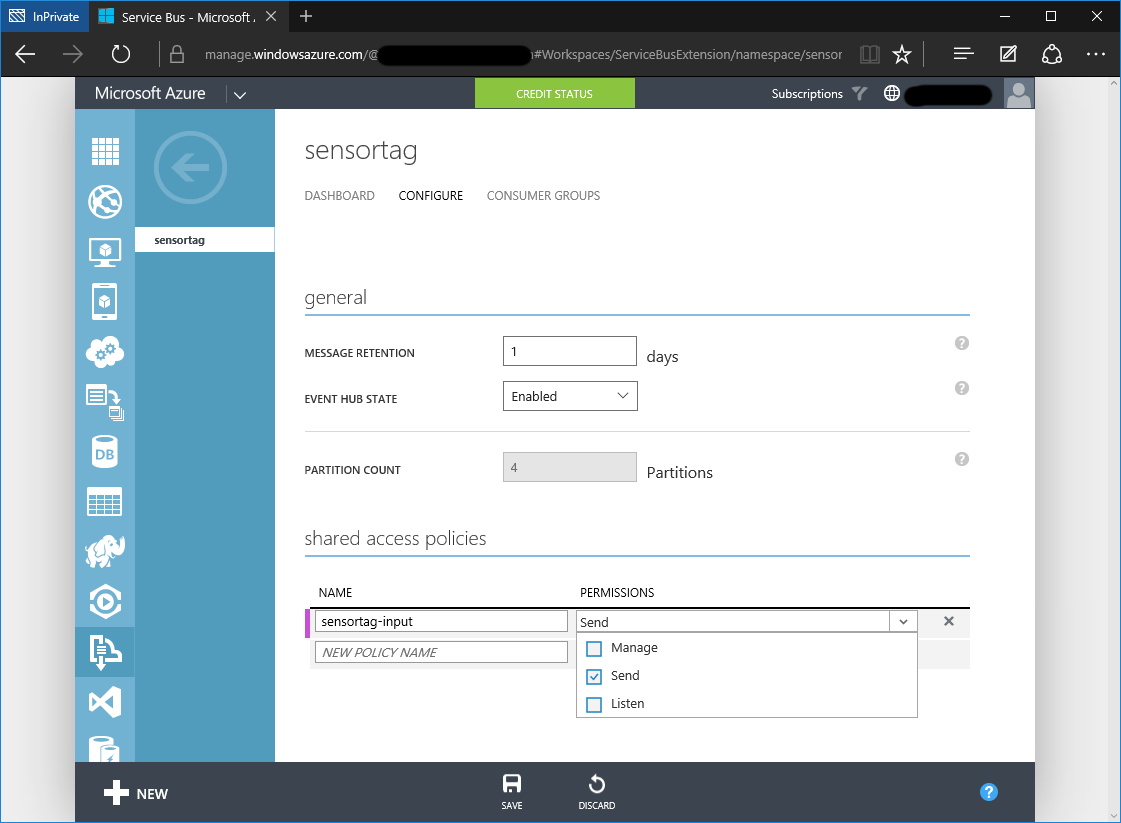 InPrivate
Service Bus - Microsoft
manage.windowsazure.com/@
#Workspaces/ServiceBusExtension/namespace/sensor
Microsoft Azure
CREDIT STATUS
Subscriptions
sensortag
sensortag
DASHBOARD CONFIGURE CONSUMER GROUPS
general
MESSAGE RETENTION 1 days ?
EVENT HUB STATE Enabled ?
PARTITION COUNT 4 Partitions ?
DB
shared access policies
NAME PERMISSIONS
sensortag-input Send
NEW POLICY NAME
Manage
Send
Listen
NEW
SAVE
DISCARD
?